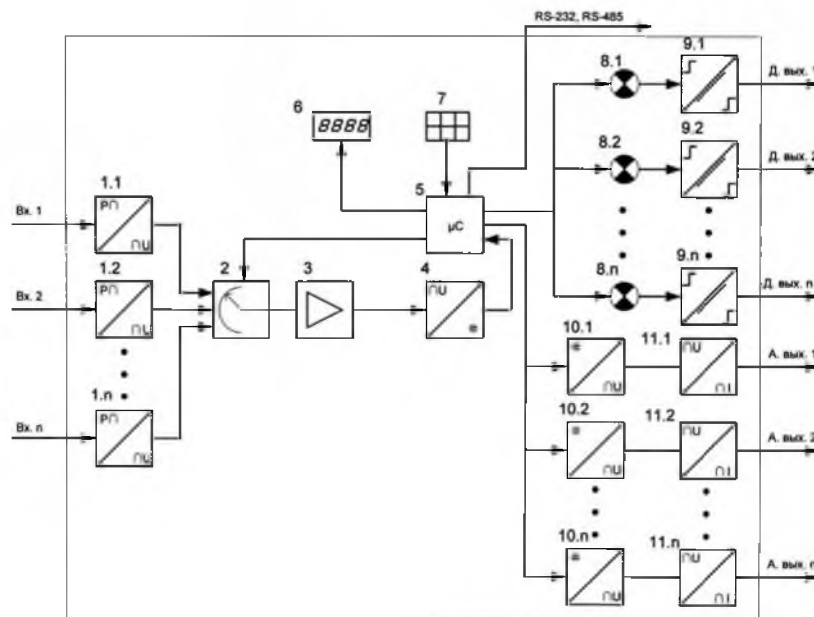 RS-232, RS-485
9.1
8.1
Д. вых. 1
6
7
8888
9.2
8.2
Д. вых. 2
1.1
5
Вх. 1
P∩
∩U
µC
1.2
2
3
4
9.n
8.n
Вх. 2
P∩
∩U
∩U
Д. вых. n
10.1
11.1
∩U
∩U
∩I
А. вых. 1
1.n
P∩
∩U
10.2
11.2
Вх. n
∩U
∩U
∩I
А. вых. 2
10.n
11.n
∩U
∩U
∩I
А. вых. n